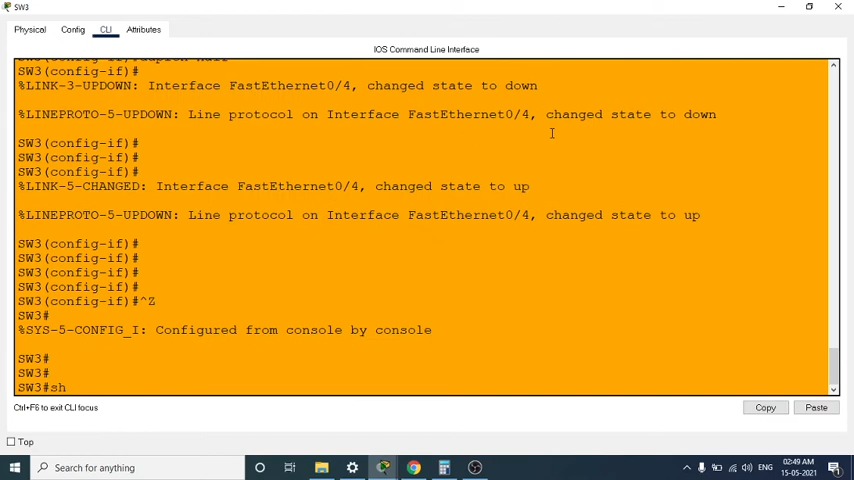 SW3
Physical Config CLI Attributes
IOS Command Line Interface
SW3(config-if)#
%LINK-3-UPDOWN: Interface FastEthernet0/4, changed state to down
%LINEPROTO-5-UPDOWN: Line protocol on Interface FastEthernet0/4, changed state to down
SW3(config-if)#
SW3(config-if)#
SW3(config-if)#
%LINK-5-CHANGED: Interface FastEthernet0/4, changed state to up
%LINEPROTO-5-UPDOWN: Line protocol on Interface FastEthernet0/4, changed state to up
SW3(config-if)#
SW3(config-if)#
SW3(config-if)#
SW3(config-if)#
SW3(config-if)#^Z
SW3#
%SYS-5-CONFIG_I: Configured from console by console
SW3#
SW3#
SW3#sh
Ctrl+F6 to exit CLI focus
Copy Paste
Top
Search for anything
ENG
02:49 AM
15-05-2021